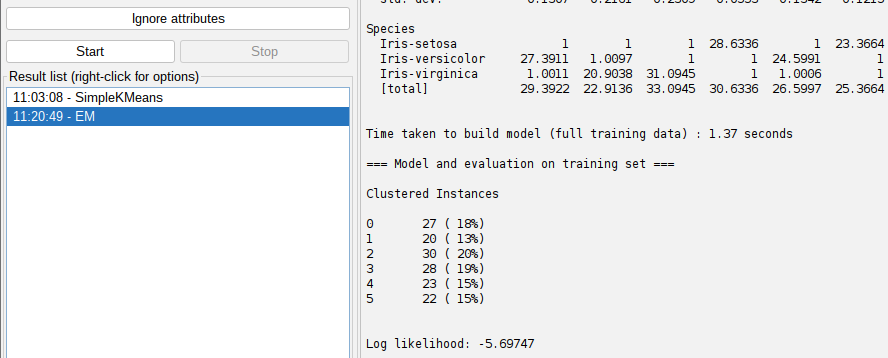 Ignore attributes
Start Stop
Result list (right-click for options)
11:03:08 - SimpleKMeans
11:20:49 - EM
Species
Iris-setosa 1 1 1 28.6336 1 23.3664
Iris-versicolor 27.3911 1.0097 1 1 24.5991 1
Iris-virginica 1.0011 20.9038 31.0945 1 1.0006 1
[total] 29.3922 22.9136 33.0945 30.6336 26.5997 25.3664
Time taken to build model (full training data) : 1.37 seconds
=== Model and evaluation on training set ===
Clustered Instances
0 27 ( 18%)
1 20 ( 13%)
2 30 ( 20%)
3 28 ( 19%)
4 23 ( 15%)
5 22 ( 15%)
Log likelihood: -5.69747